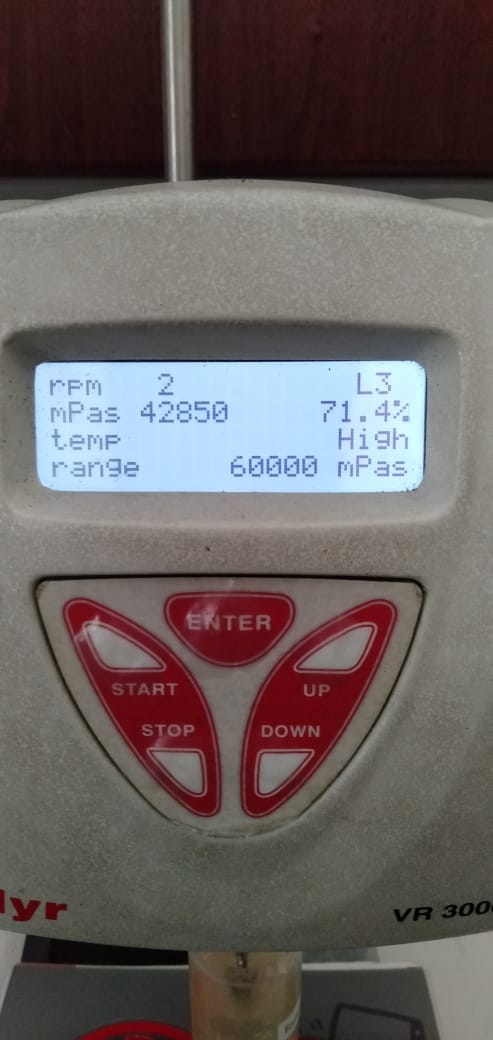 rpm 2 L3
mPas 42850 71.4%
temp High
range 60000 mPas
ENTER
START UP
STOP DOWN
lyr
VR 300